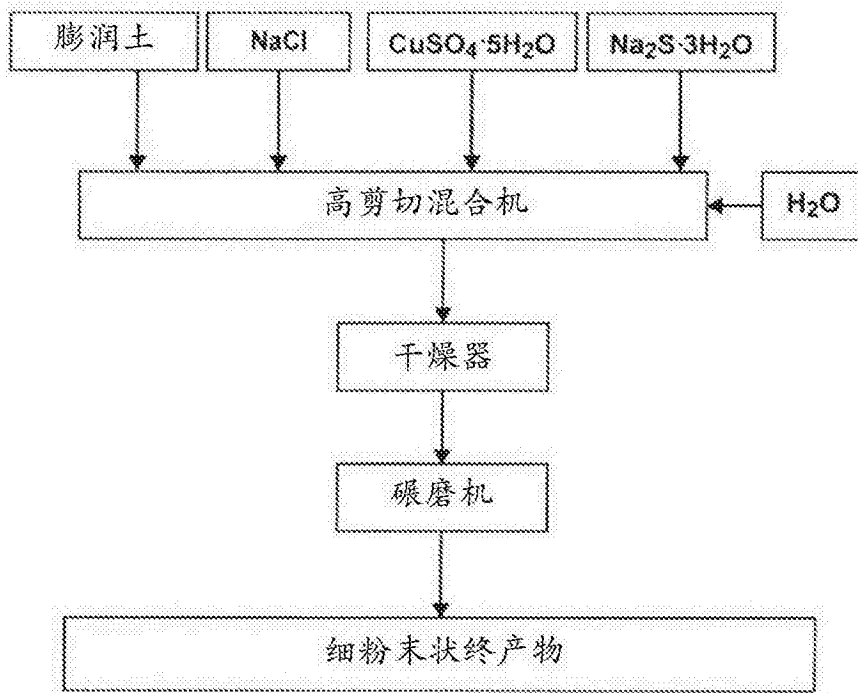 膨润土
NaCl
CuSO₄·5H₂O
Na₂S·3H₂O
高剪切混合机
H₂O
干燥器
碾磨机
细粉末状终产物